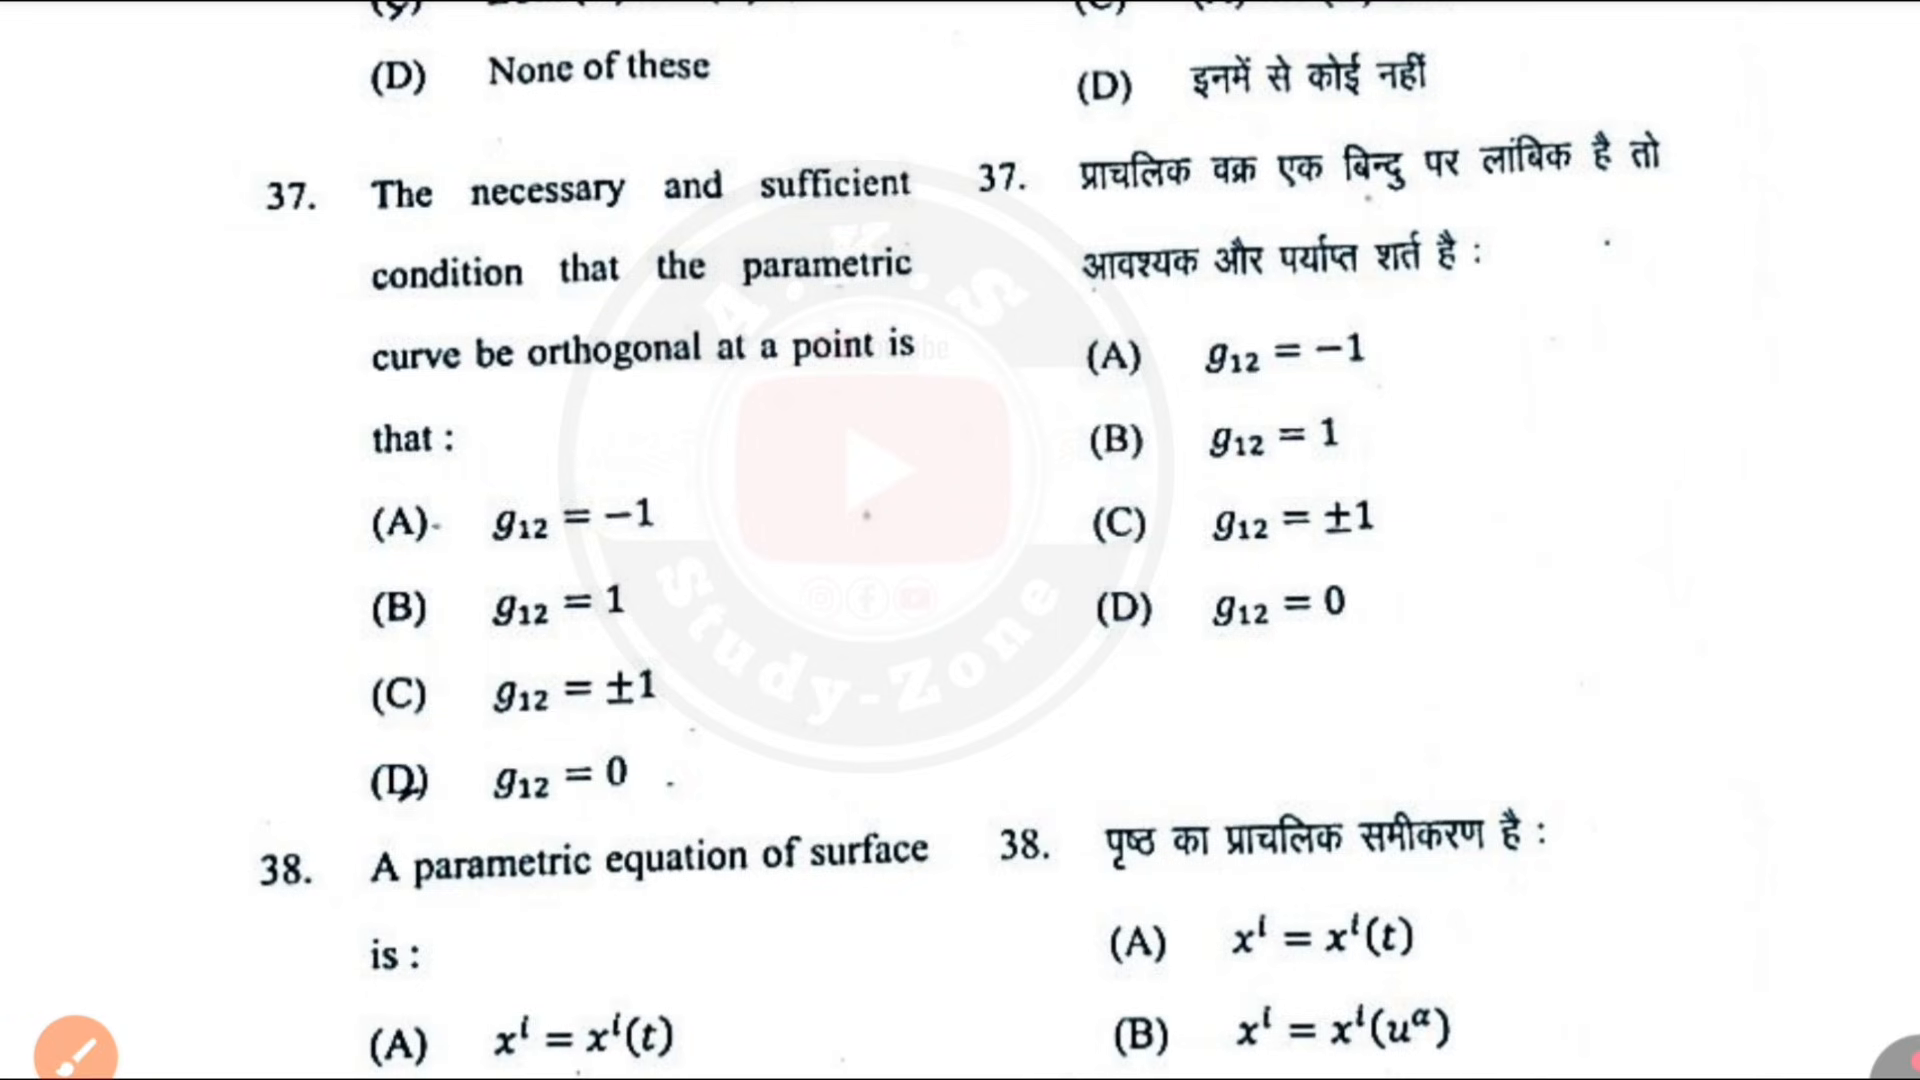 (D) None of these
37. The necessary and sufficient
condition that the parametric
curve be orthogonal at a point is
that :
(A) g₁₂ = −1
(B) g₁₂ = 1
(C) g₁₂ = ±1
(D) g₁₂ = 0
38. A parametric equation of surface
is :
(A) xⁱ = xⁱ(t)
(D) इनमें से कोई नहीं
37. प्राचलिक वक्र एक बिन्दु पर लांबिक है तो
आवश्यक और पर्याप्त शर्त है :
(A) g₁₂ = −1
(B) g₁₂ = 1
(C) g₁₂ = ±1
(D) g₁₂ = 0
38. पृष्ठ का प्राचलिक समीकरण है :
(A) xⁱ = xⁱ(t)
(B) xⁱ = xⁱ(uᵅ)
A.K.S
Study-Zone